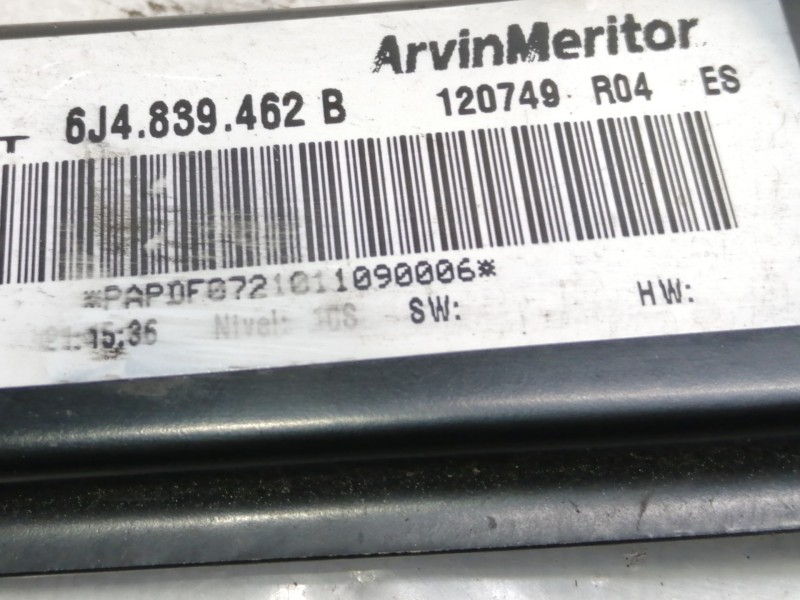 ArvinMeritor
6J4.839.462 B 120749 R04 ES
*PAPDF0721011090006*
21:15:36 Nivel: 10S SW: HW: